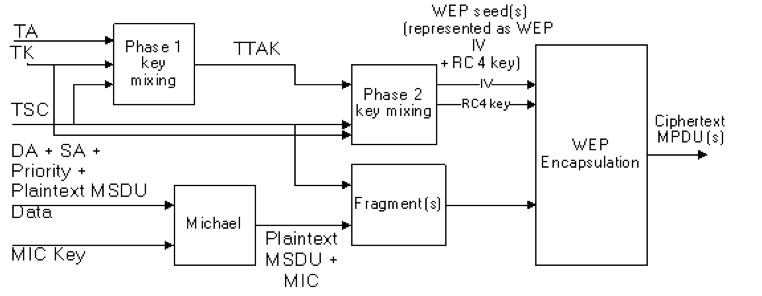 TA
TK
TSC
Phase 1
key
mixing
TTAK
WEP seed(s)
(represented as WEP
IV
+ RC4 key)
IV
RC4 key
Phase 2
key mixing
WEP
Encapsulation
Ciphertext
MPDU(s)
DA + SA +
Priority +
Plaintext MSDU
Data
MIC Key
Michael
Plaintext
MSDU +
MIC
Fragment(s)